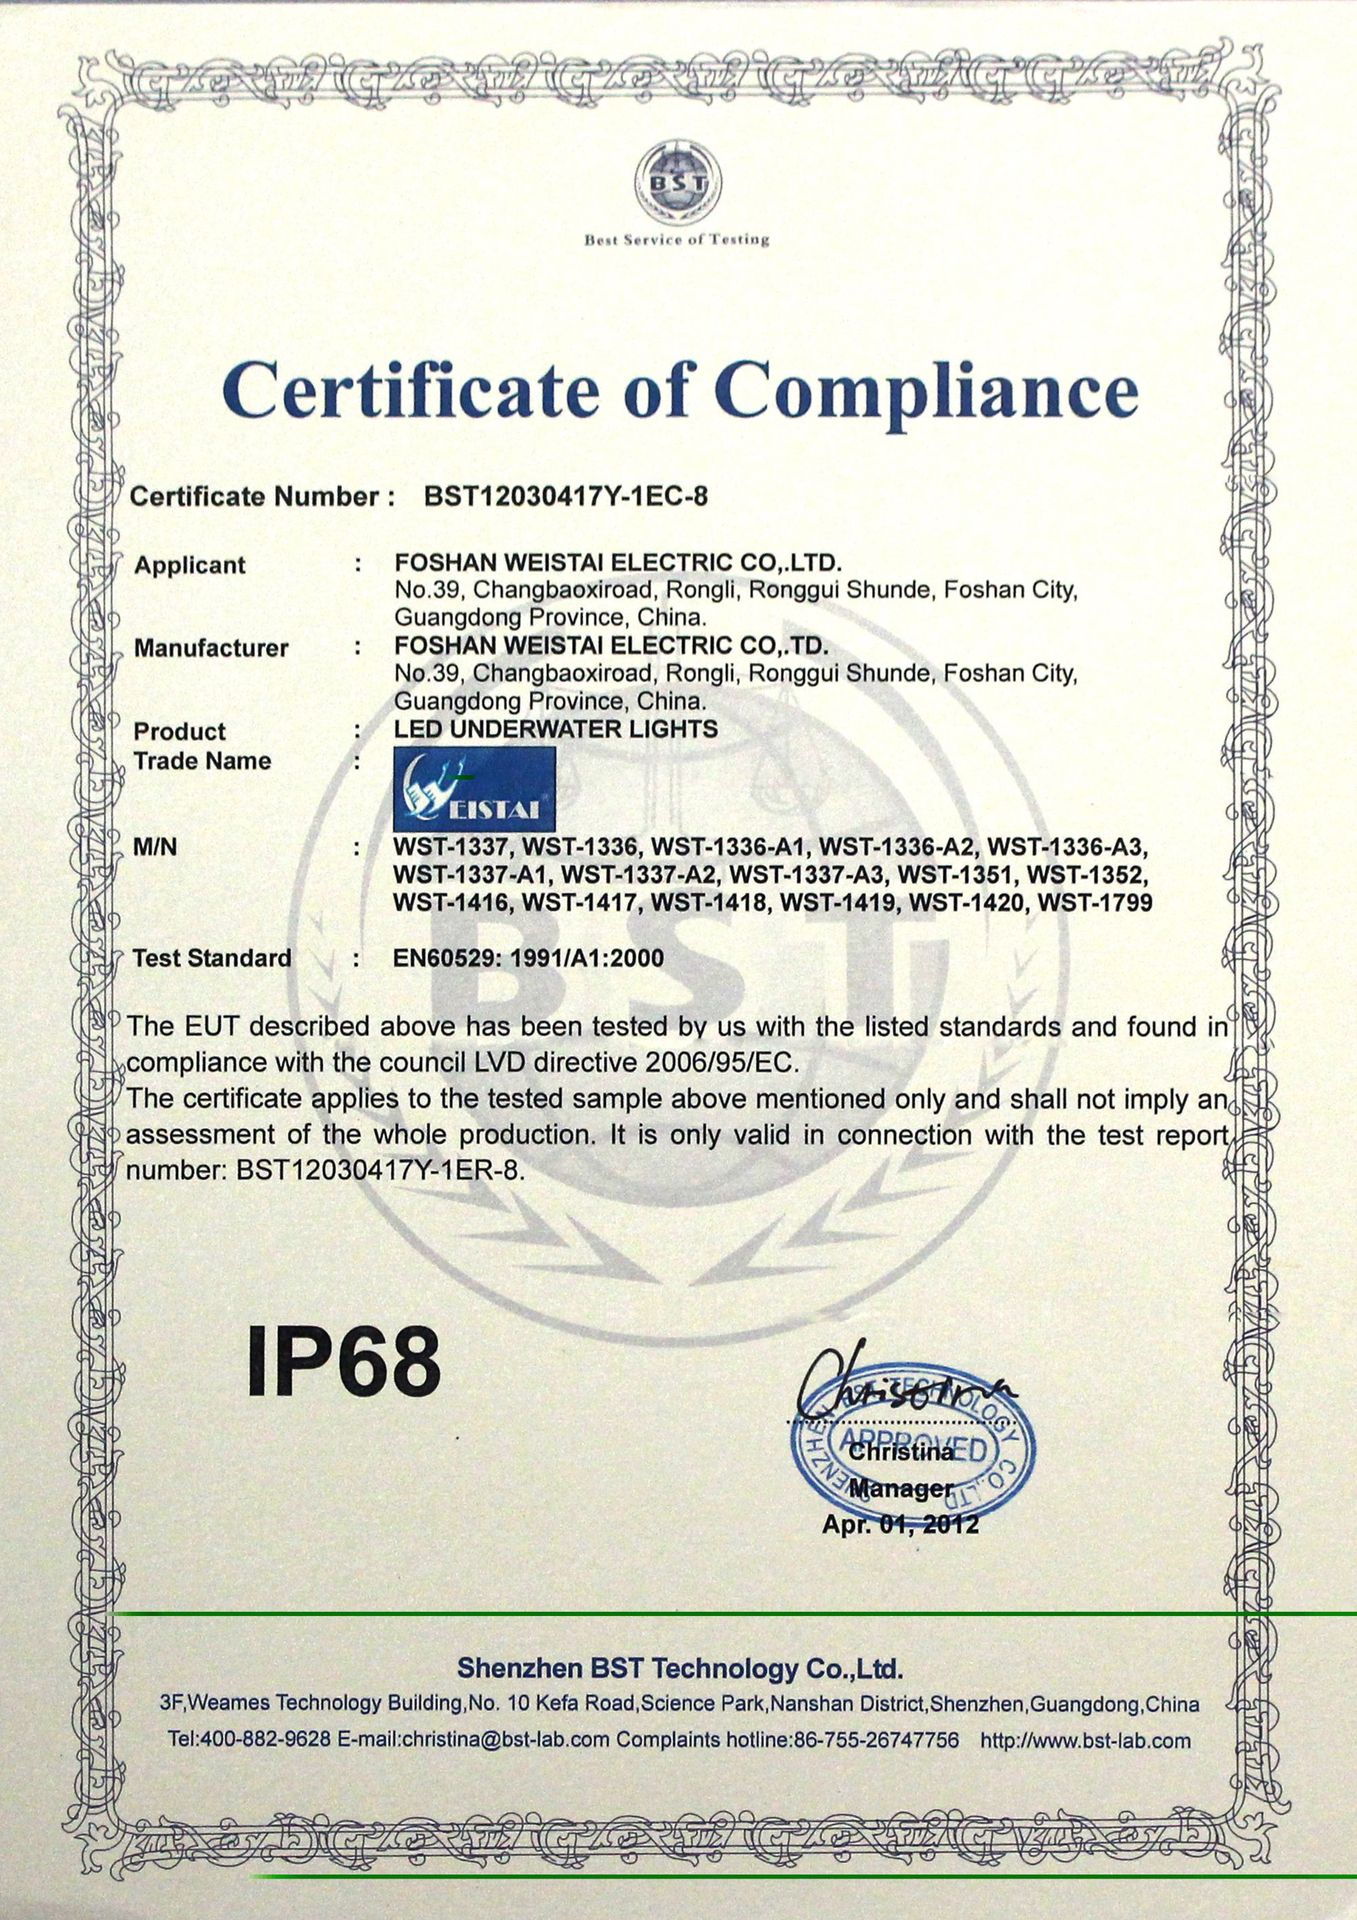 BST
Best Service of Testing
Certificate of Compliance
Certificate Number : BST12030417Y-1EC-8
Applicant : FOSHAN WEISTAI ELECTRIC CO,.LTD.
No.39, Changbaoxiroad, Rongli, Ronggui Shunde, Foshan City,
Guangdong Province, China.
Manufacturer : FOSHAN WEISTAI ELECTRIC CO,.TD.
No.39, Changbaoxiroad, Rongli, Ronggui Shunde, Foshan City,
Guangdong Province, China.
Product : LED UNDERWATER LIGHTS
Trade Name :
WEISTAI
M/N : WST-1337, WST-1336, WST-1336-A1, WST-1336-A2, WST-1336-A3,
WST-1337-A1, WST-1337-A2, WST-1337-A3, WST-1351, WST-1352,
WST-1416, WST-1417, WST-1418, WST-1419, WST-1420, WST-1799
BST
Test Standard : EN60529: 1991/A1:2000
The EUT described above has been tested by us with the listed standards and found in
compliance with the council LVD directive 2006/95/EC.
The certificate applies to the tested sample above mentioned only and shall not imply an
assessment of the whole production. It is only valid in connection with the test report
number: BST12030417Y-1ER-8.
IP68
Christina
SHENZHEN BST TECHNOLOGY CO.,LTD
APPROVED
Christina
Manager
Apr. 01, 2012
Shenzhen BST Technology Co.,Ltd.
3F,Weames Technology Building,No. 10 Kefa Road,Science Park,Nanshan District,Shenzhen,Guangdong,China
Tel:400-882-9628 E-mail:christina@bst-lab.com Complaints hotline:86-755-26747756 http://www.bst-lab.com